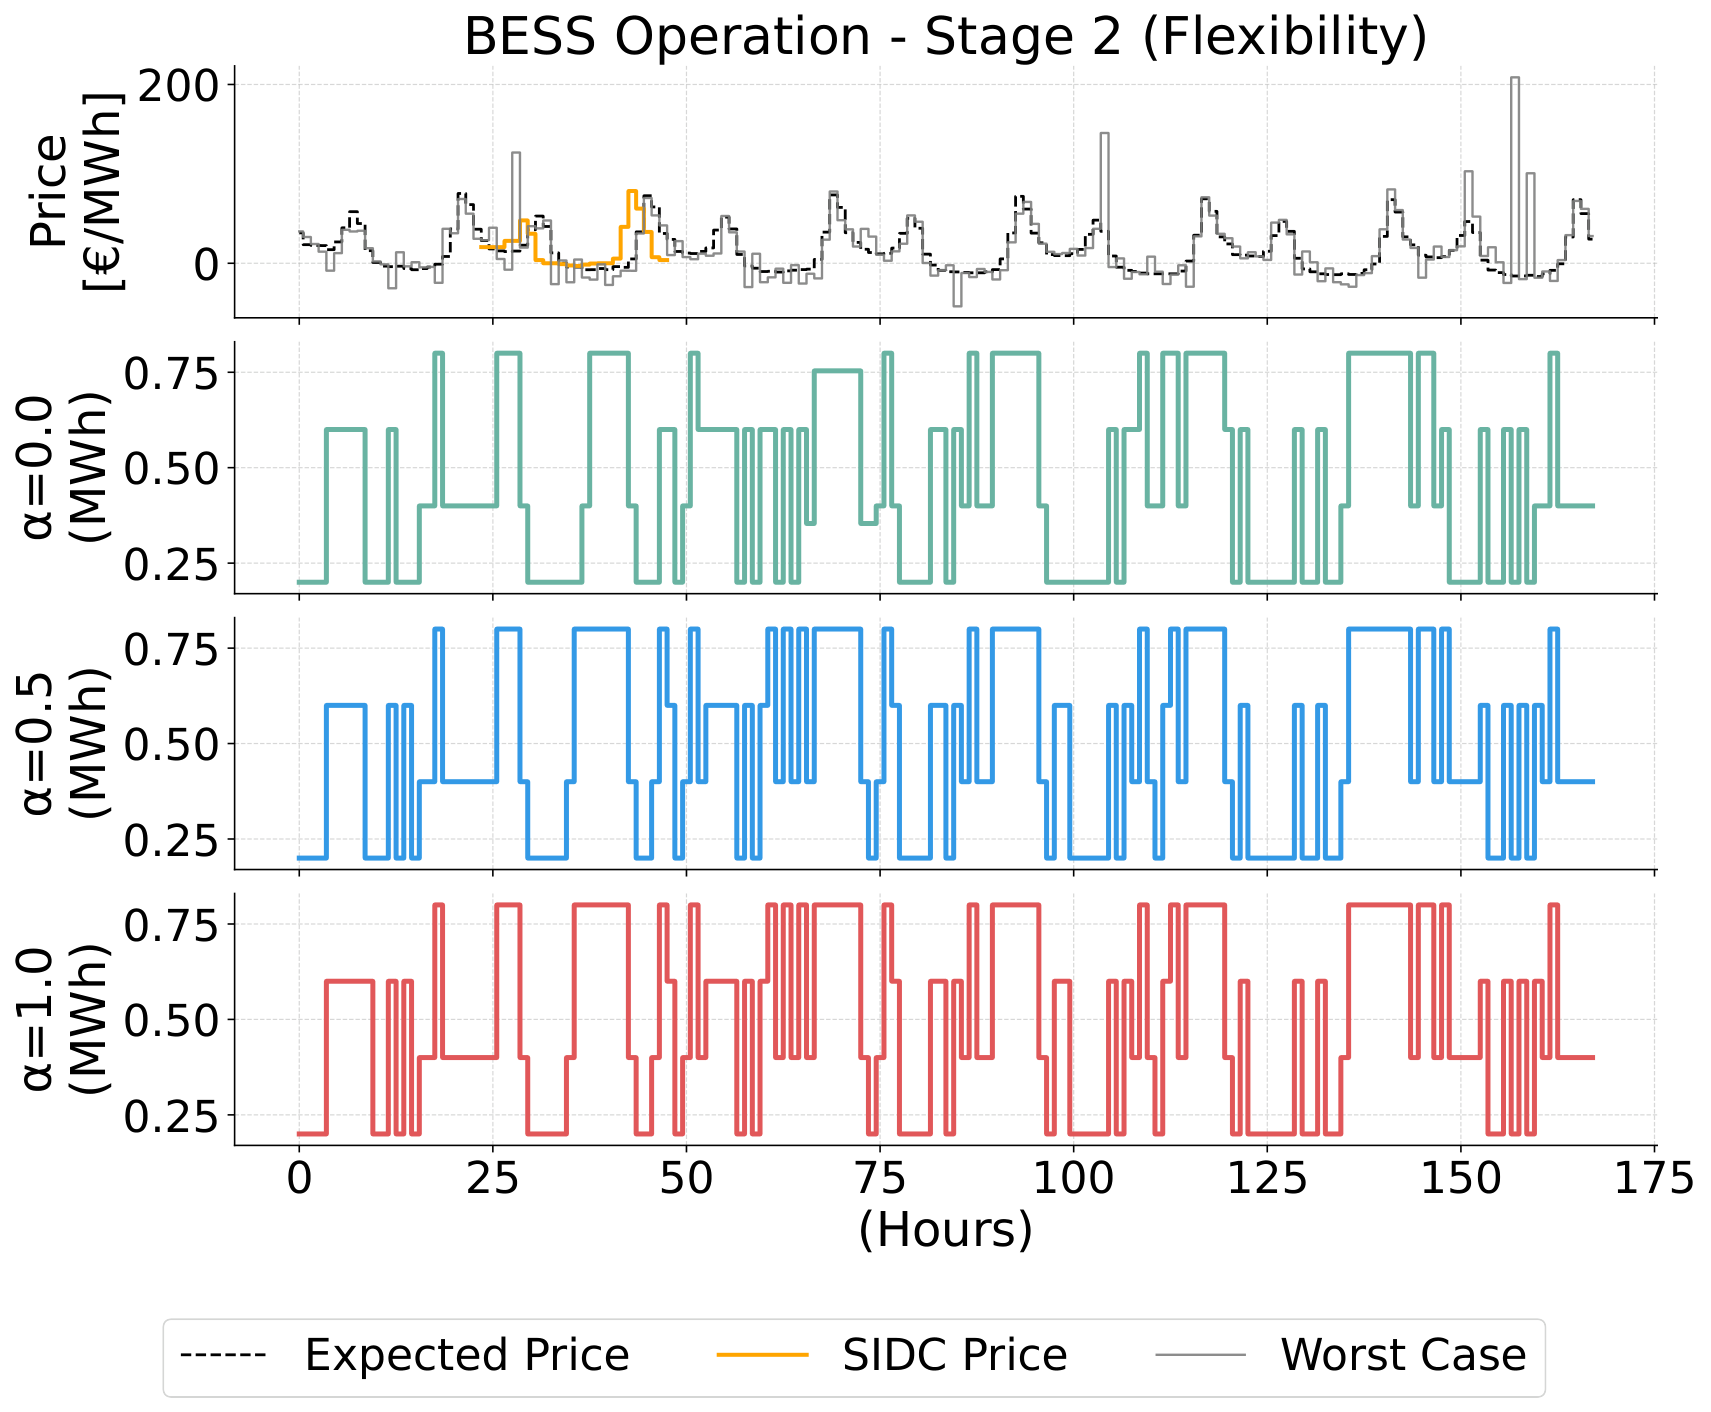 BESS Operation - Stage 2 (Flexibility)
Price
[€/MWh]
200
0
α=0.0
(MWh)
0.75
0.50
0.25
α=0.5
(MWh)
0.75
0.50
0.25
α=1.0
(MWh)
0.75
0.50
0.25
0 25 50 75 100 125 150 175
(Hours)
Expected Price SIDC Price Worst Case